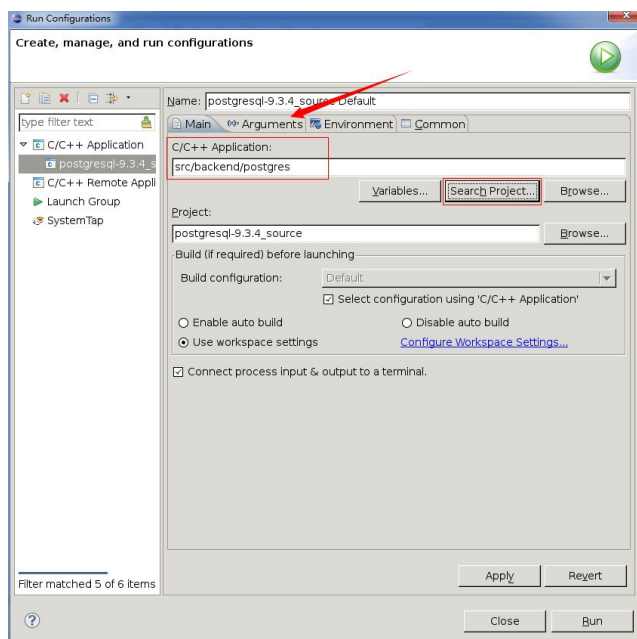 Run Configurations
Create, manage, and run configurations
type filter text
C/C++ Application
postgresql-9.3.4_s
C/C++ Remote Appli
Launch Group
SystemTap
Filter matched 5 of 6 items
Name: postgresql-9.3.4_source Default
Main Arguments Environment Common
C/C++ Application:
src/backend/postgres
Variables... Search Project... Browse...
Project:
postgresql-9.3.4_source Browse...
Build (if required) before launching
Build configuration: Default
Select configuration using 'C/C++ Application'
Enable auto build Disable auto build
Use workspace settings Configure Workspace Settings...
Connect process input & output to a terminal.
Apply Revert
Close Run